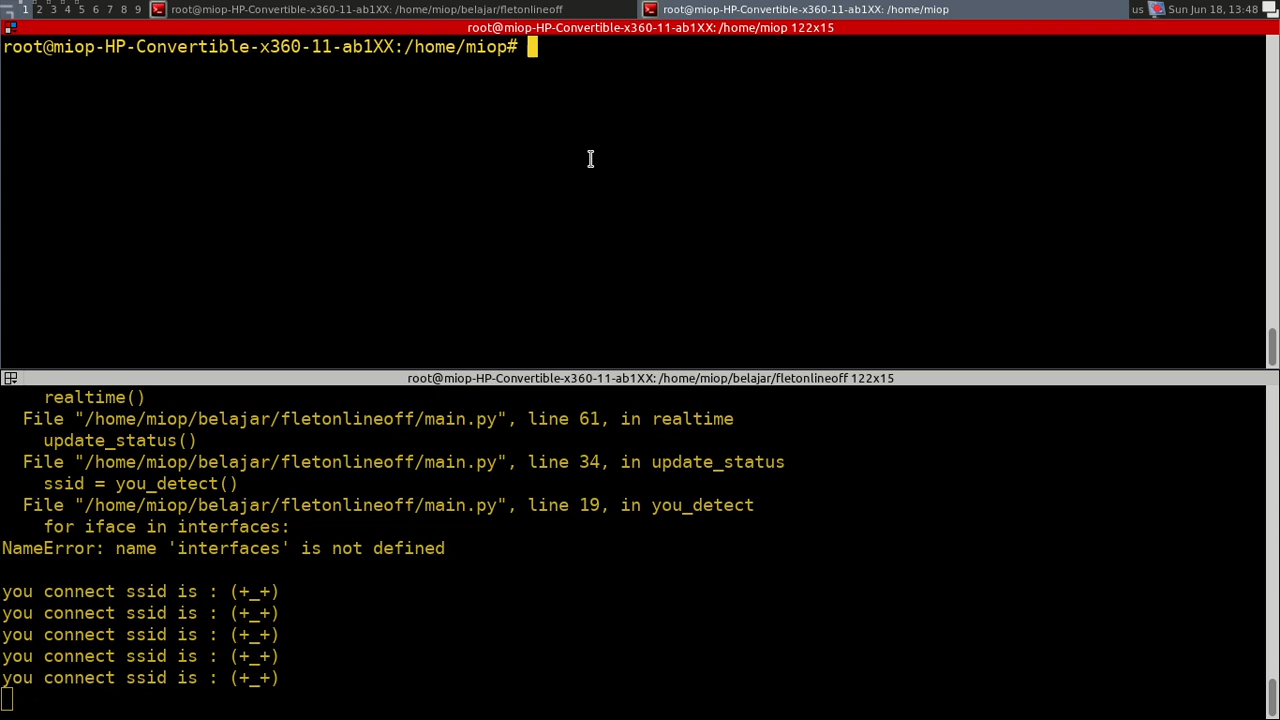 1 2 3 4 5 6 7 8 9 root@miop-HP-Convertible-x360-11-ab1XX: /home/miop/belajar/fletonlineoff root@miop-HP-Convertible-x360-11-ab1XX: /home/miop us Sun Jun 18, 13:48
root@miop-HP-Convertible-x360-11-ab1XX: /home/miop 122x15
root@miop-HP-Convertible-x360-11-ab1XX:/home/miop#
root@miop-HP-Convertible-x360-11-ab1XX: /home/miop/belajar/fletonlineoff 122x15
realtime()
File "/home/miop/belajar/fletonlineoff/main.py", line 61, in realtime
update_status()
File "/home/miop/belajar/fletonlineoff/main.py", line 34, in update_status
ssid = you_detect()
File "/home/miop/belajar/fletonlineoff/main.py", line 19, in you_detect
for iface in interfaces:
NameError: name 'interfaces' is not defined
you connect ssid is : (+_+)
you connect ssid is : (+_+)
you connect ssid is : (+_+)
you connect ssid is : (+_+)
you connect ssid is : (+_+)